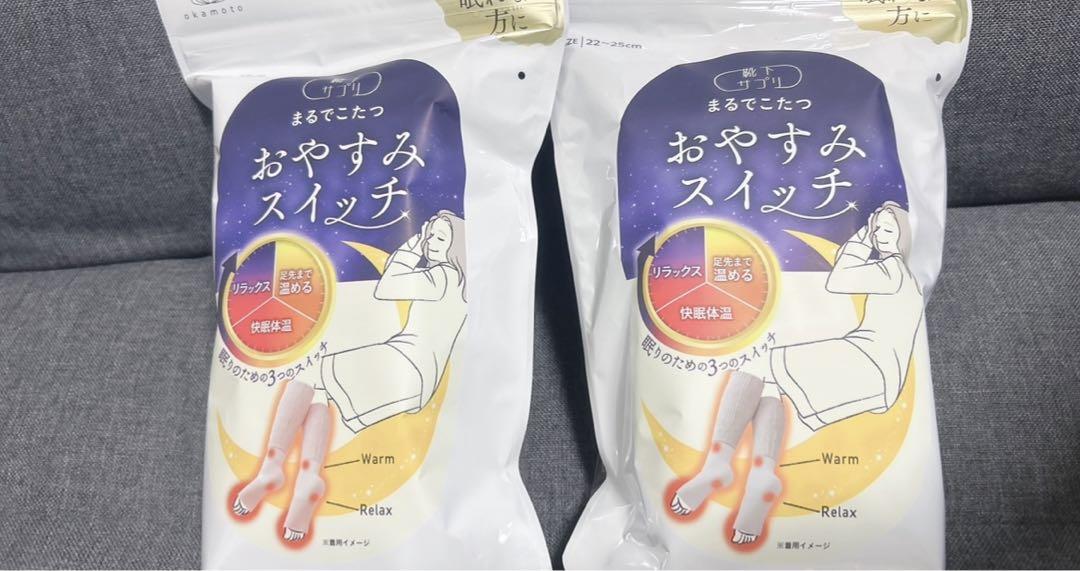 okamoto
方に
サプリ
まるでこたつ
おやすみ
スイッチ
リラックス
足先まで
温める
快眠体温
眠りのための3つのスイッチ
Warm
Relax
※着用イメージ
方に
22~25cm
靴下
サプリ
まるでこたつ
おやすみ
スイッチ
リラックス
足先まで
温める
快眠体温
眠りのための3つのスイッチ
Warm
Relax
※着用イメージ